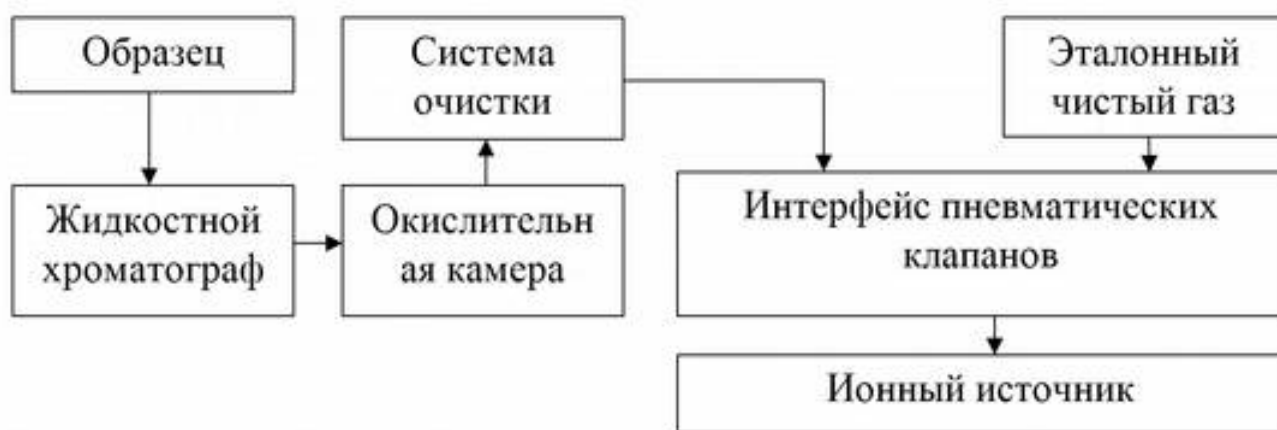 Образец
Система
очистки
Эталонный
чистый газ
Жидкостной
хроматограф
Окислительн
ая камера
Интерфейс пневматических
клапанов
Ионный источник